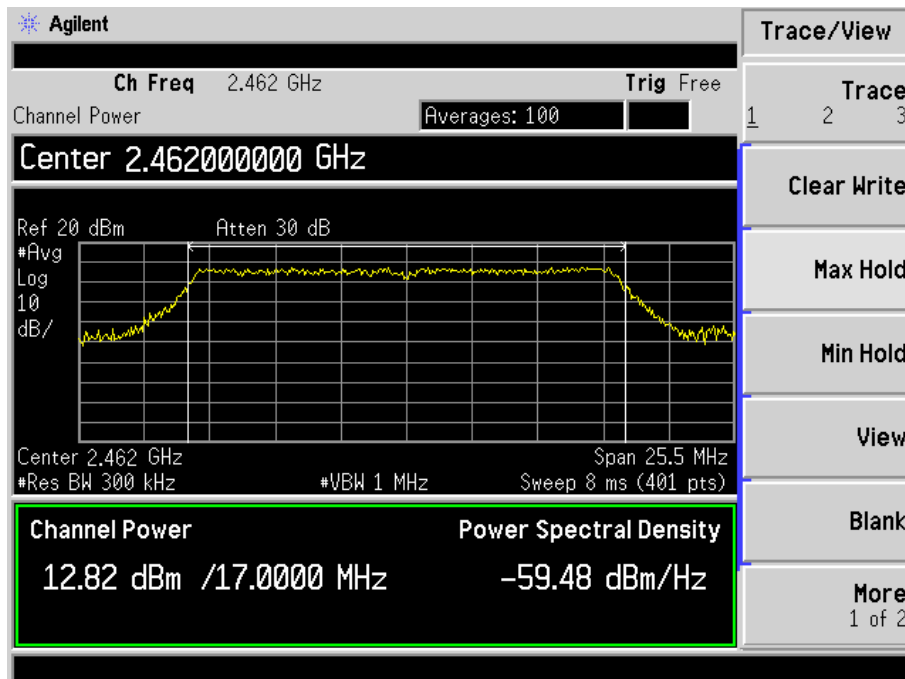 Agilent
Trace/View
Ch Freq 2.462 GHz Trig Free
Channel Power Averages: 100
Trace
1 2 3
Center 2.462000000 GHz
Clear Write
Ref 20 dBm Atten 30 dB
#Avg
Log
10
dB/
Max Hold
Min Hold
View
Center 2.462 GHz Span 25.5 MHz
#Res BW 300 kHz #VBW 1 MHz Sweep 8 ms (401 pts)
Channel Power Power Spectral Density
Blank
12.82 dBm /17.0000 MHz -59.48 dBm/Hz
More
1 of 2